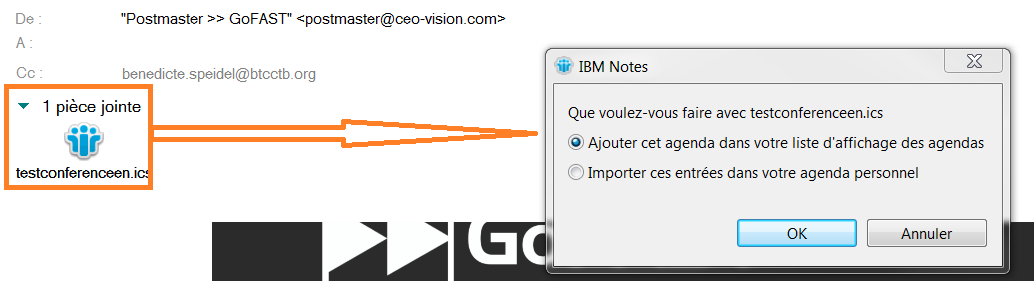 De : "Postmaster >> GoFAST" <postmaster@ceo-vision.com>
A :
Cc : benedicte.speidel@btcctb.org
1 pièce jointe
testconferenceen.ics
IBM Notes
Que voulez-vous faire avec testconferenceen.ics
Ajouter cet agenda dans votre liste d'affichage des agendas
Importer ces entrées dans votre agenda personnel
OK Annuler
Go